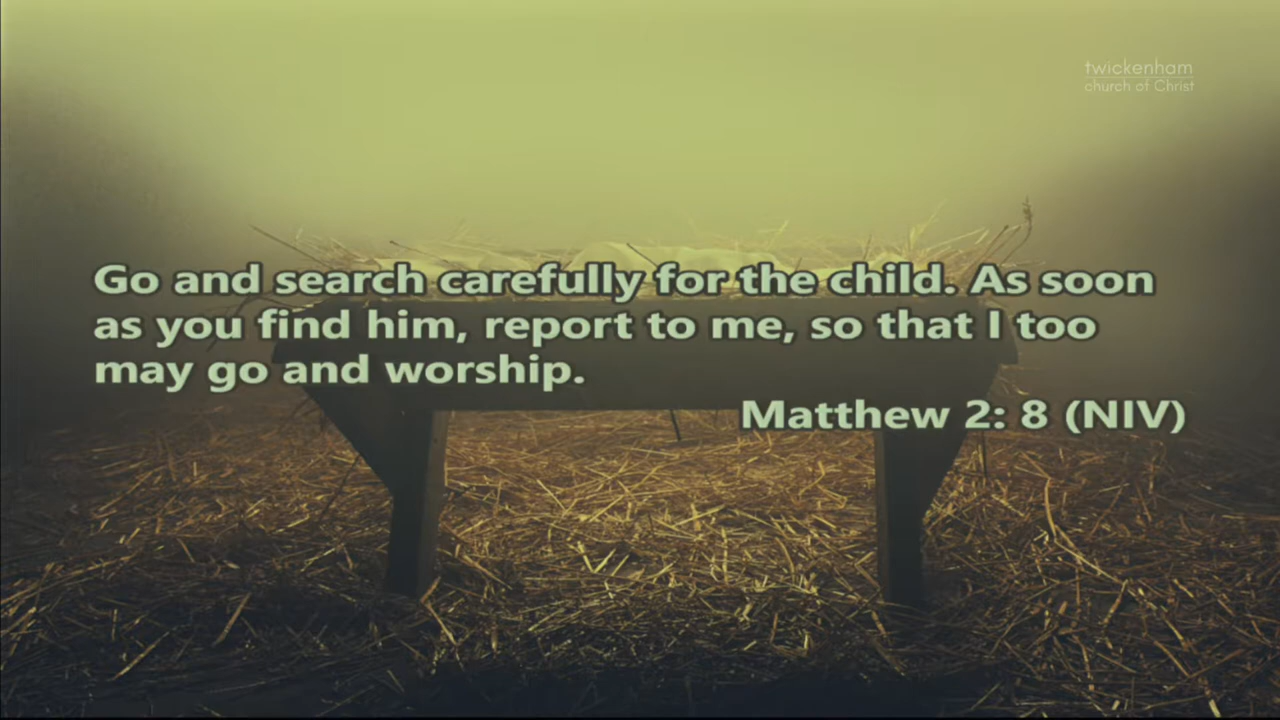 twickenham
church of Christ
Go and search carefully for the child. As soon
as you find him, report to me, so that I too
may go and worship.
Matthew 2: 8 (NIV)